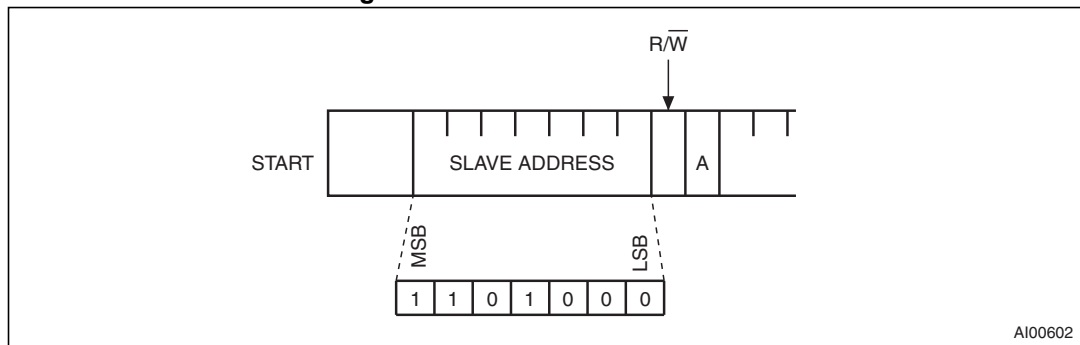 R/W̅
START
SLAVE ADDRESS
A
MSB
LSB
1 1 0 1 0 0 0
AI00602